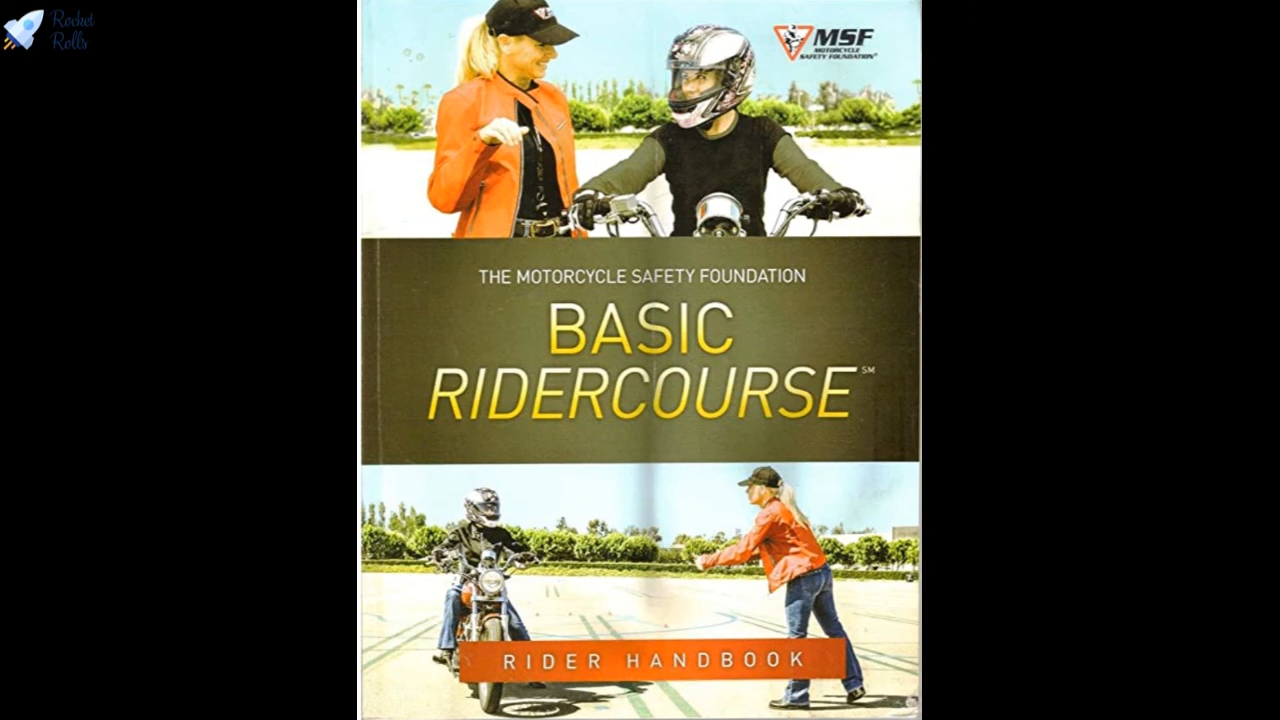 Rocket
Rolls
MSF
MOTORCYCLE
SAFETY FOUNDATION®
THE MOTORCYCLE SAFETY FOUNDATION
BASIC
RIDERCOURSE℠
RIDER HANDBOOK